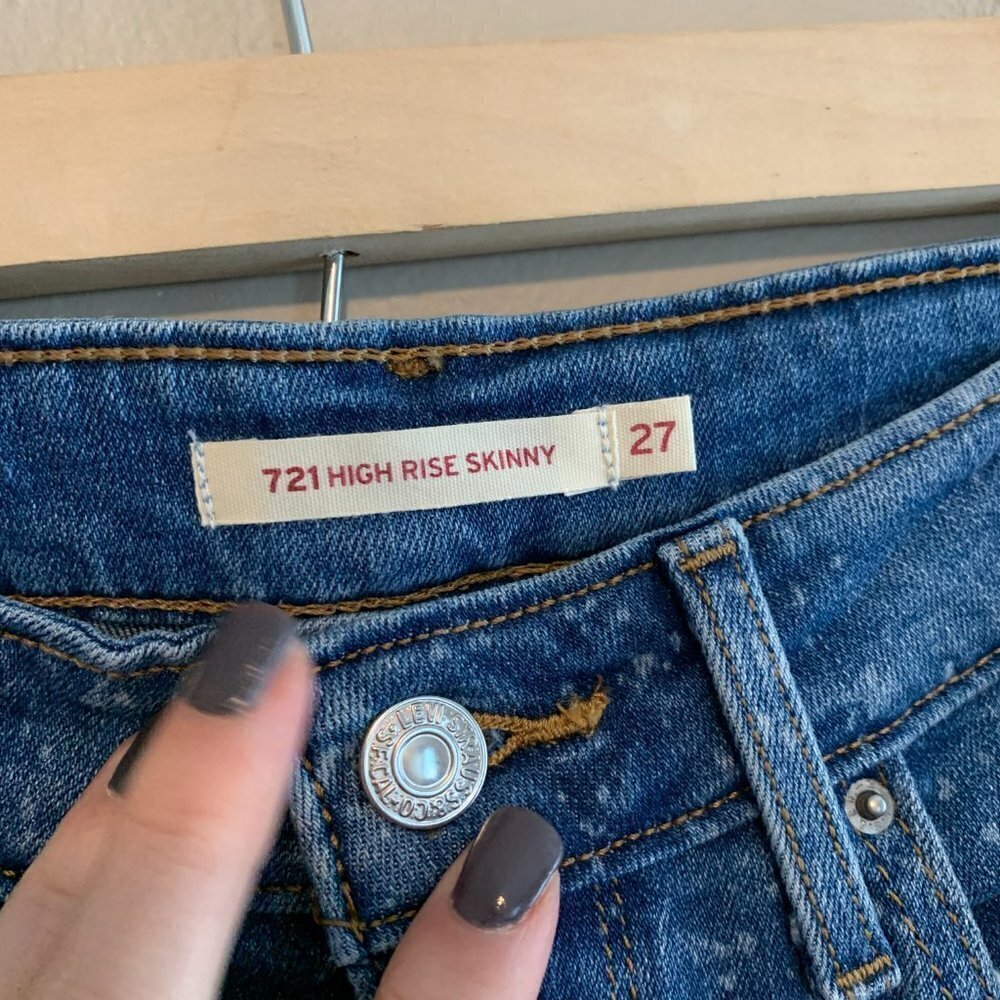 721 HIGH RISE SKINNY 27
LEVI STRAUSS & CO. S.F. CAL.